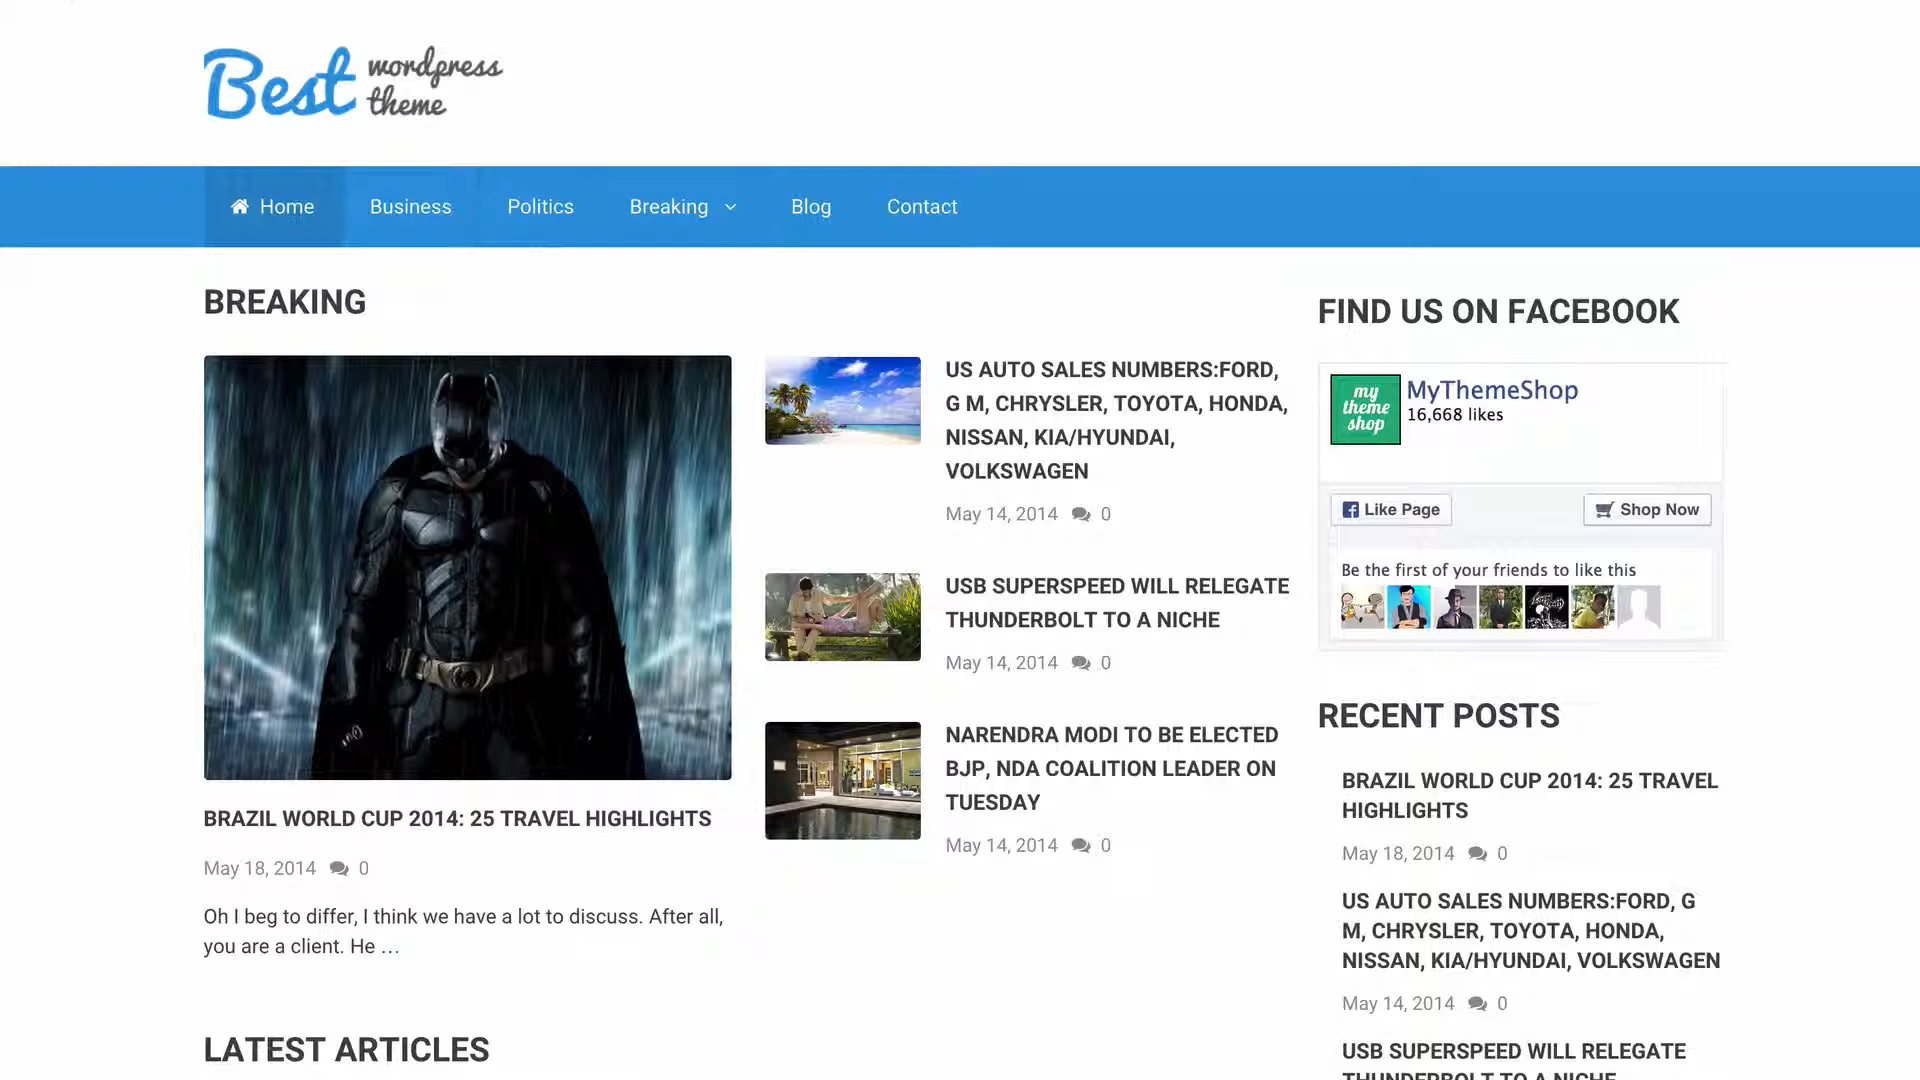 Best wordpress
theme
Home Business Politics Breaking Blog Contact
BREAKING
BRAZIL WORLD CUP 2014: 25 TRAVEL HIGHLIGHTS
May 18, 2014 0
Oh I beg to differ, I think we have a lot to discuss. After all,
you are a client. He …
US AUTO SALES NUMBERS:FORD,
G M, CHRYSLER, TOYOTA, HONDA,
NISSAN, KIA/HYUNDAI,
VOLKSWAGEN
May 14, 2014 0
USB SUPERSPEED WILL RELEGATE
THUNDERBOLT TO A NICHE
May 14, 2014 0
NARENDRA MODI TO BE ELECTED
BJP, NDA COALITION LEADER ON
TUESDAY
May 14, 2014 0
LATEST ARTICLES
FIND US ON FACEBOOK
my
theme
shop
MyThemeShop
16,668 likes
Like Page Shop Now
Be the first of your friends to like this
RECENT POSTS
BRAZIL WORLD CUP 2014: 25 TRAVEL
HIGHLIGHTS
May 18, 2014 0
US AUTO SALES NUMBERS:FORD, G
M, CHRYSLER, TOYOTA, HONDA,
NISSAN, KIA/HYUNDAI, VOLKSWAGEN
May 14, 2014 0
USB SUPERSPEED WILL RELEGATE
THUNDERBOLT TO A NICHE